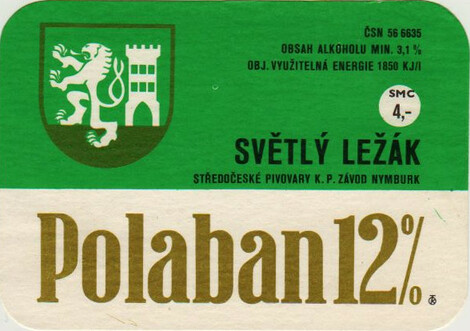 ČSN 56 6635
OBSAH ALKOHOLU MIN. 3,1 %
OBJ. VYUŽITELNÁ ENERGIE 1850 KJ/l
SMC
4,-
SVĚTLÝ LEŽÁK
STŘEDOČESKÉ PIVOVARY K. P. ZÁVOD NYMBURK
Polaban 12%